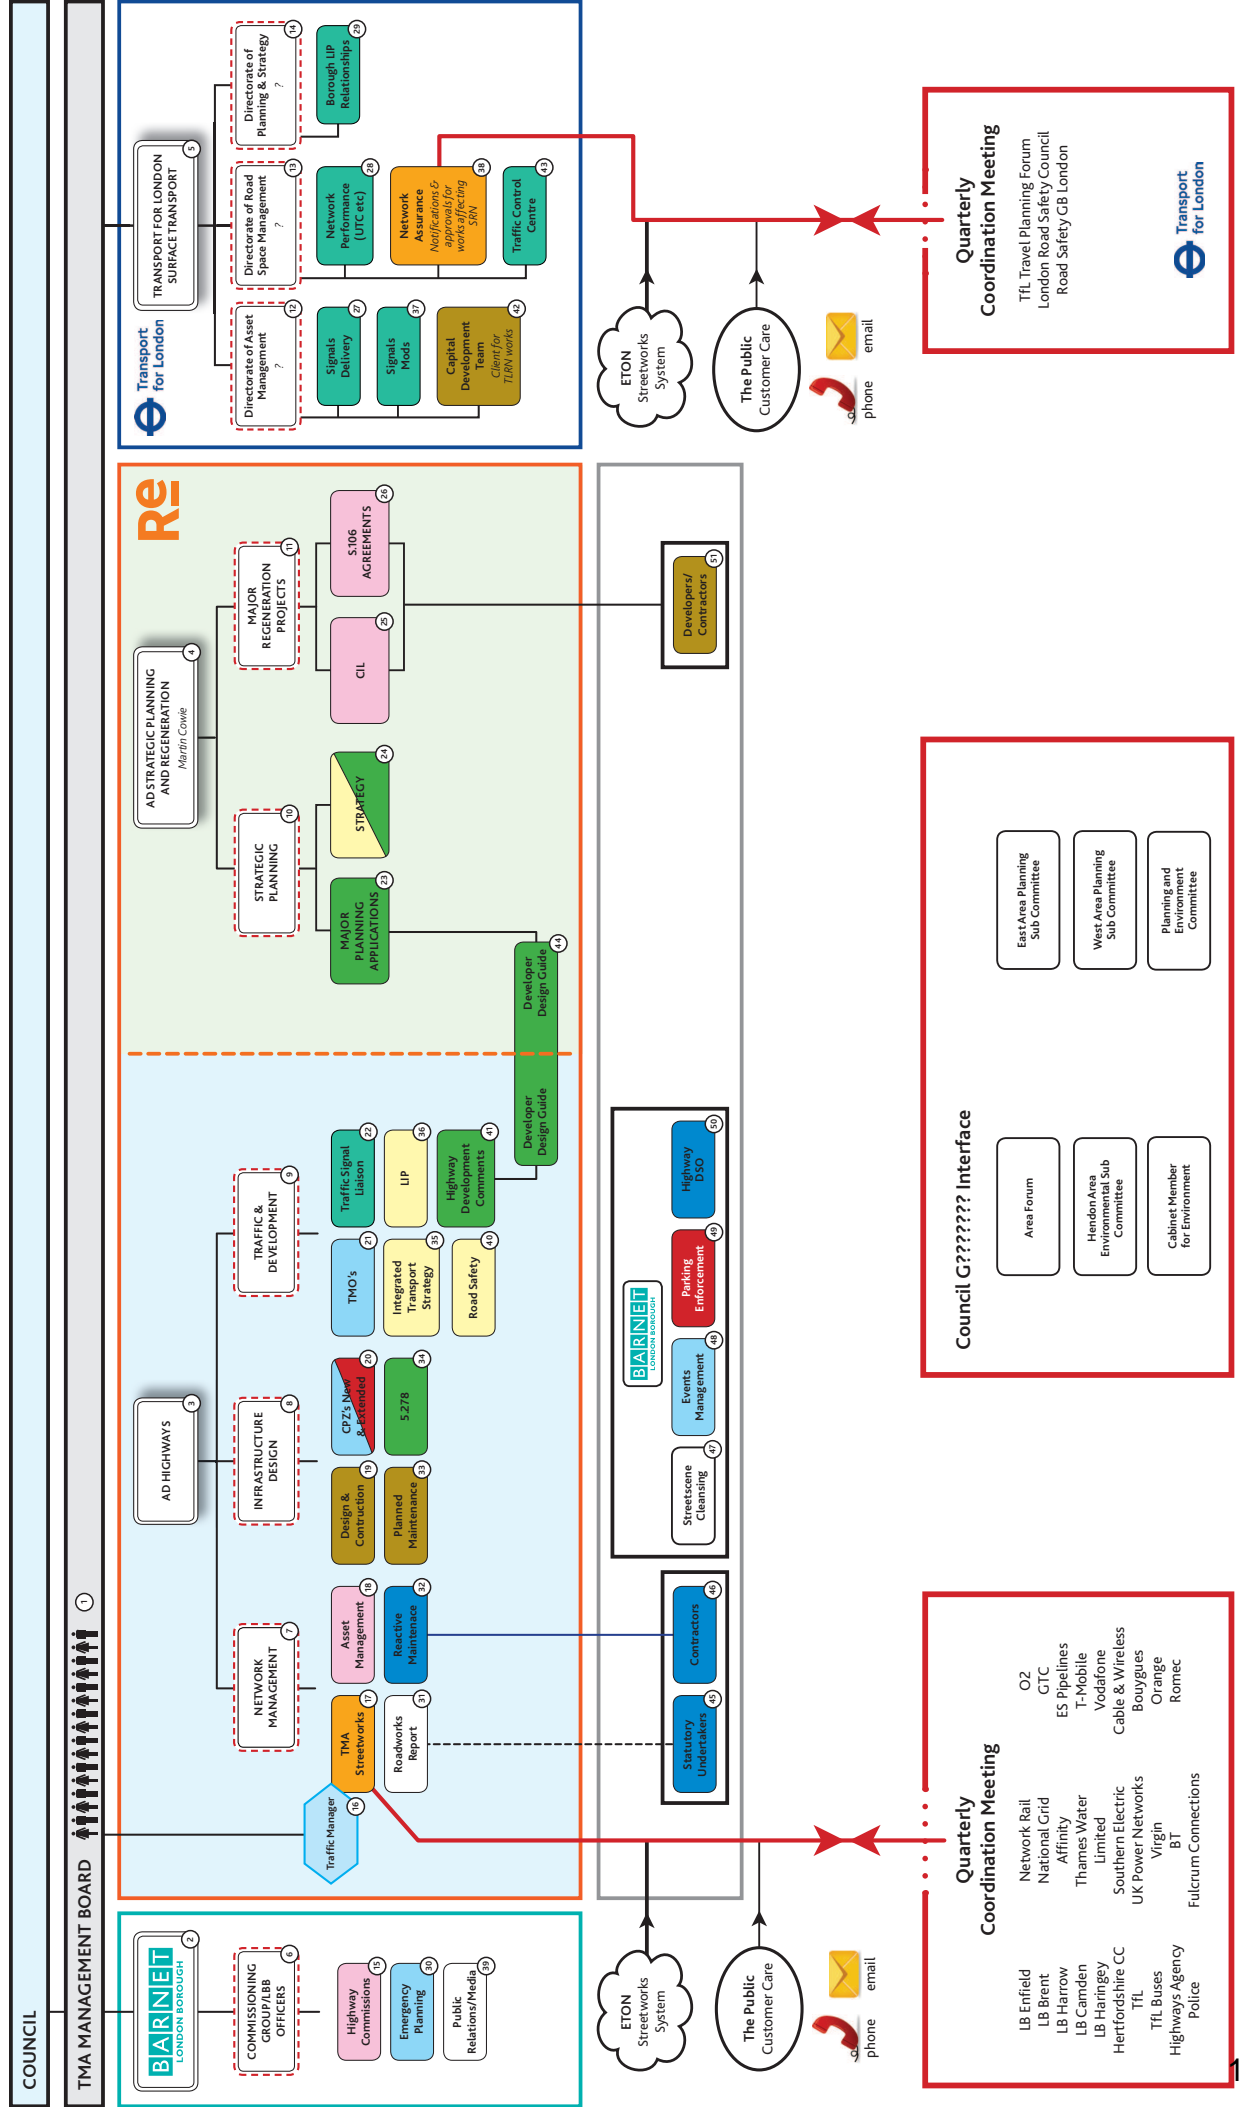 COUNCIL
TMA MANAGEMENT BOARD
1
BARNET
LONDON BOROUGH
2
COMMISSIONING
GROUP/LBB
OFFICERS
6
Highway
Commissions
15
Emergency
Planning
30
Public
Relations/Media
39
Traffic Manager
16
AD HIGHWAYS
3
NETWORK
MANAGEMENT
7
TMA
Streetworks
17
Asset
Management
18
Roadworks
Report
31
Reactive
Maintenace
32
INFRASTRUCTURE
DESIGN
8
Design &
Contruction
19
CPZ's New
& Extended
20
Planned
Maintenance
33
5.278
34
TRAFFIC &
DEVELOPMENT
9
TMO's
21
Traffic Signal
Liaison
22
Integrated
Transport
Strategy
35
LIP
36
Road Safety
40
Highway
Development
Comments
41
Developer
Design Guide
Developer
Design Guide
44
Re
AD STRATEGIC PLANNING
AND REGENERATION
Martin Cowie
4
STRATEGIC
PLANNING
10
MAJOR
PLANNING
APPLICATIONS
23
STRATEGY
24
MAJOR
REGENERATION
PROJECTS
11
CIL
25
S.106
AGREEMENTS
26
Transport
for London
TRANSPORT FOR LONDON
SURFACE TRANSPORT
5
Directorate of Asset
Management
?
12
Signals
Delivery
27
Signals
Mods
37
Capital
Development
Team
Client for
TLRN works
42
Directorate of Road
Space Management
?
13
Network
Performance
(UTC etc)
28
Network
Assurance
Notifications &
approvals for
works affecting
SRN
38
Traffic Control
Centre
43
Directorate of
Planning & Strategy
?
14
Borough LIP
Relationships
29
Statutory
Undertakers
45
Contractors
46
BARNET
LONDON BOROUGH
Streetscene
Cleansing
47
Events
Management
48
Parking
Enforcement
49
Highway
DSO
50
Developers/
Contractors
51
ETON
Streetworks
System
The Public
Customer Care
phone
email
ETON
Streetworks
System
The Public
Customer Care
phone
email
Quarterly
Coordination Meeting
LB Enfield
LB Brent
LB Harrow
LB Camden
LB Haringey
Hertfordshire CC
TfL
TfL Buses
Highways Agency
Police
Network Rail
National Grid
Affinity
Thames Water
Limited
Southern Electric
UK Power Networks
Virgin
BT
Fulcrum Connections
O2
GTC
ES Pipelines
T-Mobile
Vodafone
Cable & Wireless
Bouygues
Orange
Romec
Council G??????? Interface
Area Forum
Hendon Area
Environmental Sub
Committee
Cabinet Member
for Environment
East Area Planning
Sub Committee
West Area Planning
Sub Committee
Planning and
Environment
Committee
Quarterly
Coordination Meeting
TfL Travel Planning Forum
London Road Safety Council
Road Safety GB London
Transport
for London
1